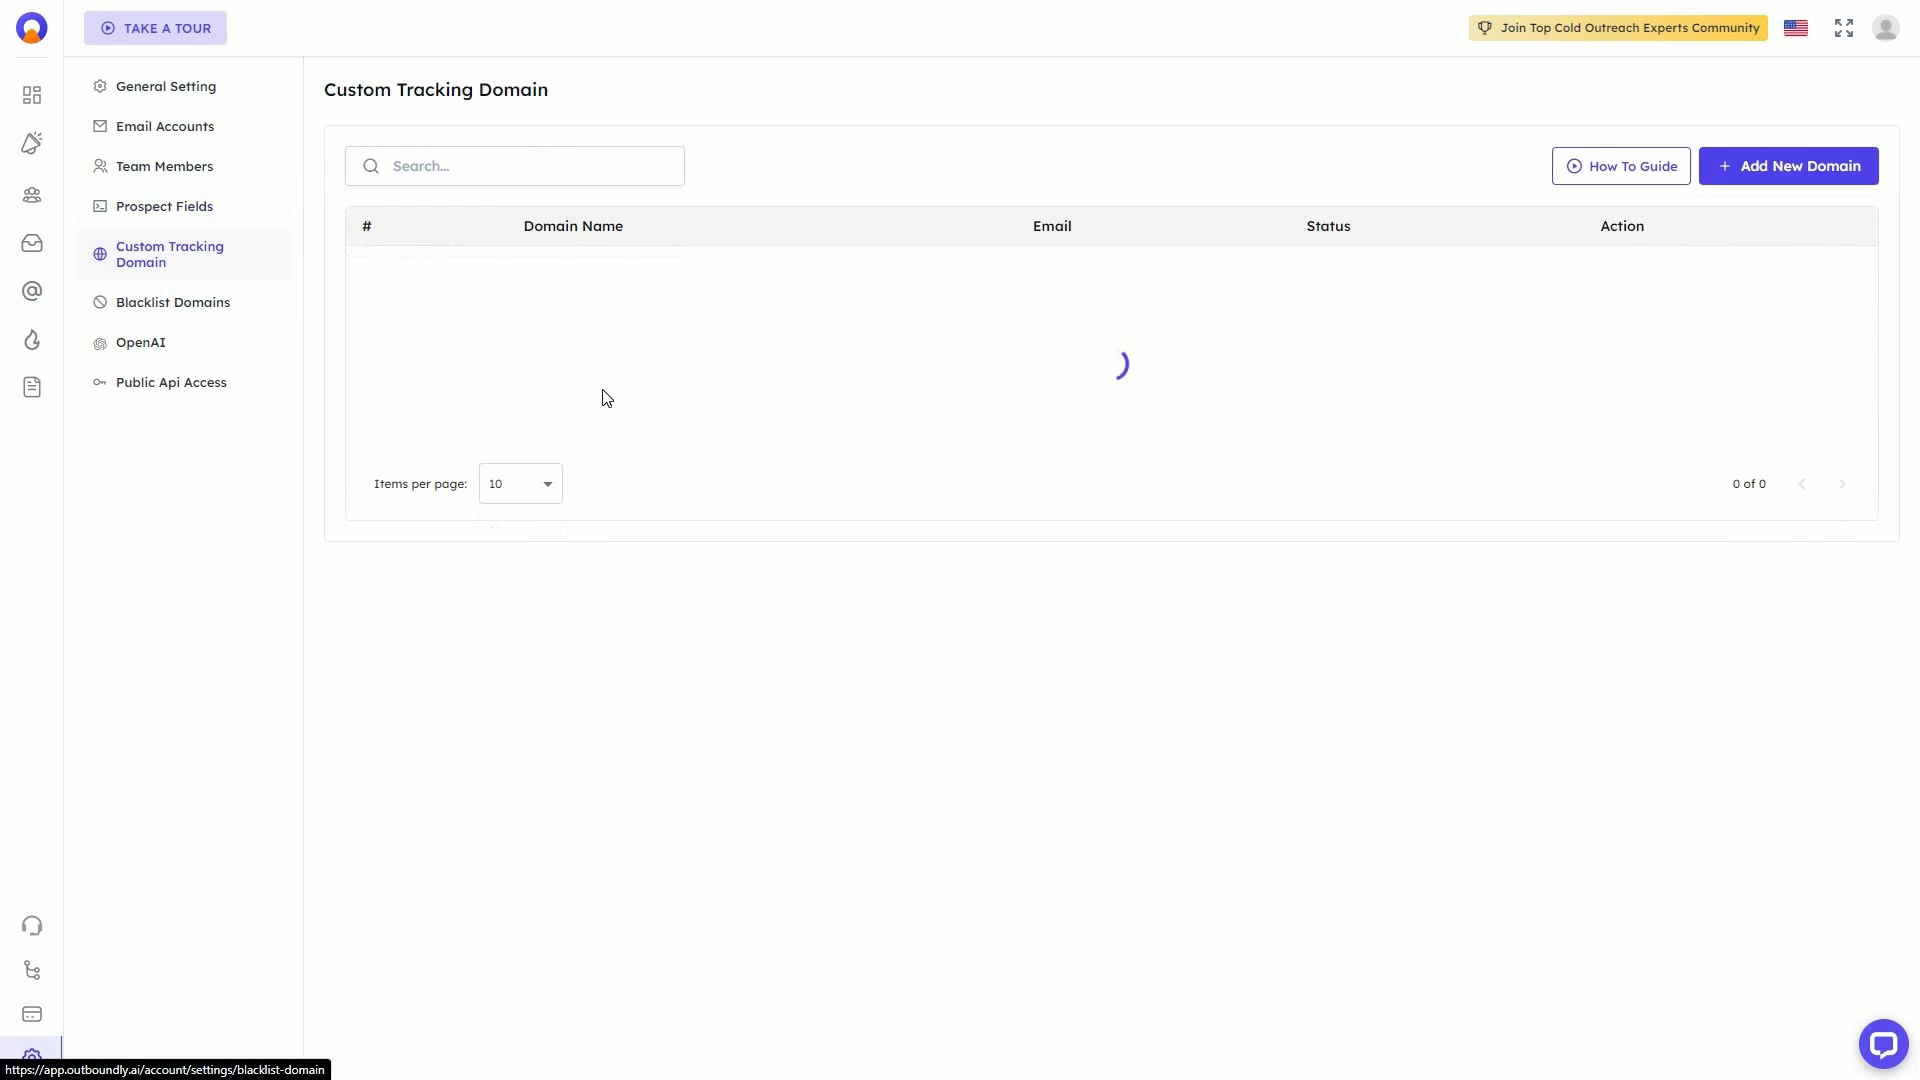 TAKE A TOUR
Join Top Cold Outreach Experts Community
General Setting
Email Accounts
Team Members
Prospect Fields
Custom Tracking
Domain
Blacklist Domains
OpenAI
Public Api Access
Custom Tracking Domain
Search...
How To Guide
+ Add New Domain
# Domain Name Email Status Action
Items per page: 10 0 of 0
https://app.outboundly.ai/account/settings/blacklist-domain